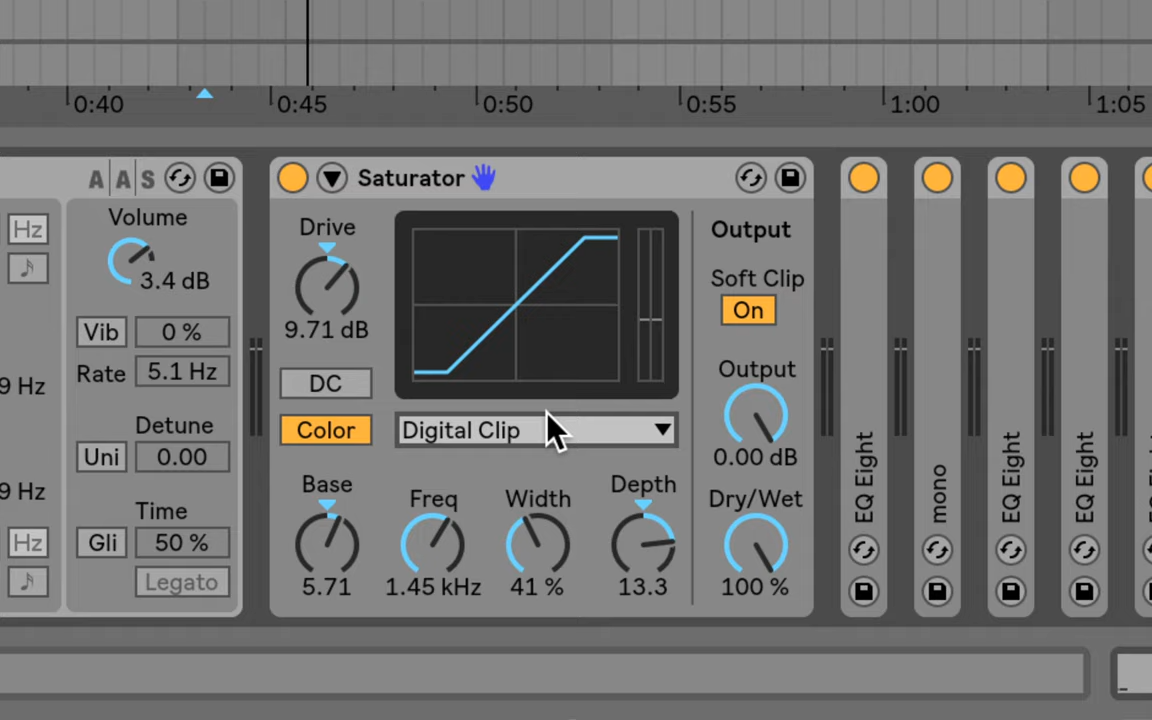 0:40
0:45
0:50
0:55
1:00
1:05
A A S
Hz
Volume
3.4 dB
Vib
0 %
Rate
5.1 Hz
9 Hz
Detune
Uni
0.00
9 Hz
Time
Hz
Gli
50 %
Legato
Saturator
Drive
9.71 dB
DC
Color
Digital Clip
Base
5.71
Freq
1.45 kHz
Width
41 %
Depth
13.3
Output
Soft Clip
On
Output
0.00 dB
Dry/Wet
100 %
EQ Eight
mono
EQ Eight
EQ Eight